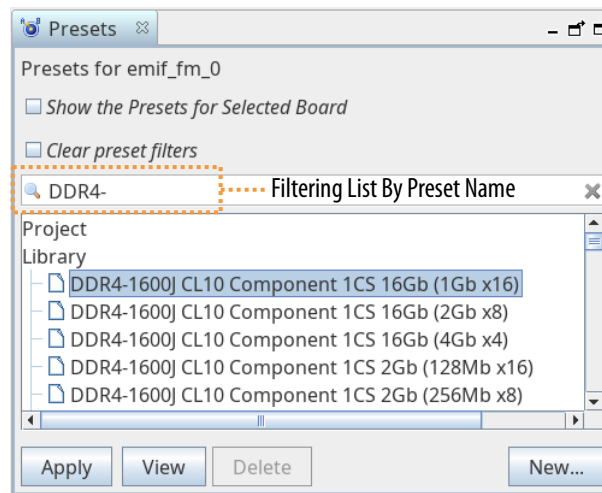 Presets
Presets for emif_fm_0
Show the Presets for Selected Board
Clear preset filters
DDR4- Filtering List By Preset Name
Project
Library
DDR4-1600J CL10 Component 1CS 16Gb (1Gb x16)
DDR4-1600J CL10 Component 1CS 16Gb (2Gb x8)
DDR4-1600J CL10 Component 1CS 16Gb (4Gb x4)
DDR4-1600J CL10 Component 1CS 2Gb (128Mb x16)
DDR4-1600J CL10 Component 1CS 2Gb (256Mb x8)
Apply View Delete New...